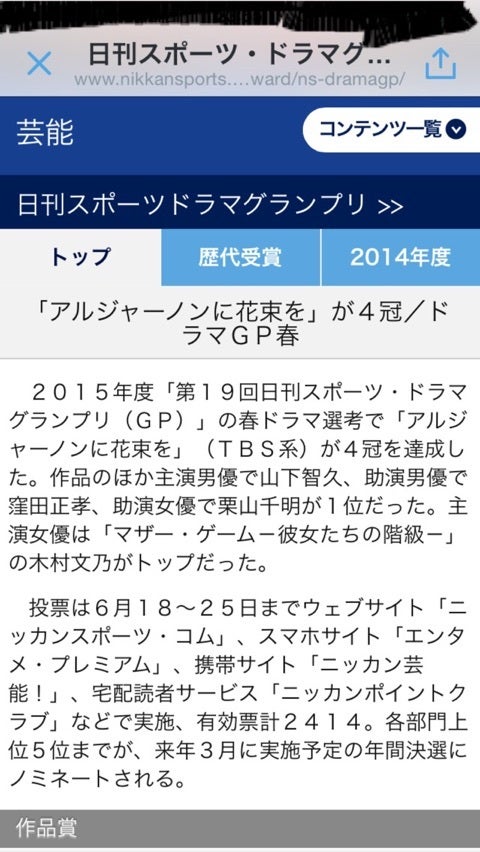 日刊スポーツ・ドラマグ...
www.nikkansports....ward/ns-dramagp/
芸能
コンテンツ一覧
日刊スポーツドラマグランプリ >>
トップ
歴代受賞
2014年度
「アルジャーノンに花束を」が４冠／ド
ラマＧＰ春
２０１５年度「第１９回日刊スポーツ・ドラマ
グランプリ（ＧＰ）」の春ドラマ選考で「アルジ
ャーノンに花束を」（ＴＢＳ系）が４冠を達成し
た。作品のほか主演男優で山下智久、助演男優で
窪田正孝、助演女優で栗山千明が１位だった。主
演女優は「マザー・ゲーム－彼女たちの階級－」
の木村文乃がトップだった。
投票は６月１８～２５日までウェブサイト「ニ
ッカンスポーツ・コム」、スマホサイト「エンタ
メ・プレミアム」、携帯サイト「ニッカン芸
能！」、宅配読者サービス「ニッカンポイントク
ラブ」などで実施、有効票計２４１４。各部門上
位５位までが、来年３月に実施予定の年間決選に
ノミネートされる。
作品賞